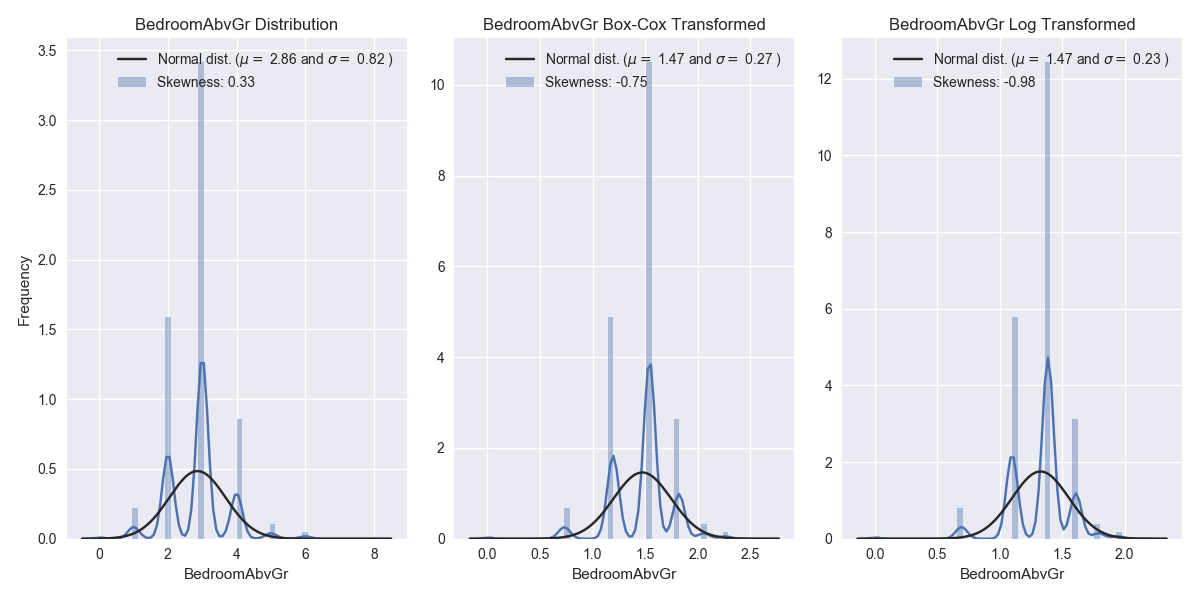 BedroomAbvGr Distribution
Normal dist. (μ = 2.86 and σ = 0.82 )
Skewness: 0.33
3.5
3.0
2.5
2.0
1.5
1.0
0.5
0.0
Frequency
0 2 4 6 8
BedroomAbvGr
BedroomAbvGr Box-Cox Transformed
Normal dist. (μ = 1.47 and σ = 0.27 )
Skewness: -0.75
10
8
6
4
2
0
0.0 0.5 1.0 1.5 2.0 2.5
BedroomAbvGr
BedroomAbvGr Log Transformed
Normal dist. (μ = 1.47 and σ = 0.23 )
Skewness: -0.98
12
10
8
6
4
2
0
0.0 0.5 1.0 1.5 2.0
BedroomAbvGr